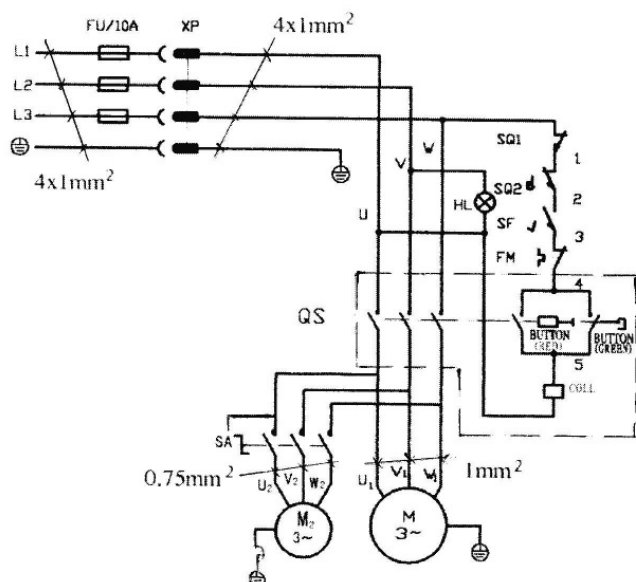 FU/10A XP 4x1mm²
L1
L2
L3
4x1mm²
SQ1
1
W
V
SQ2
2
HL
U
SF
3
FM
4
QS
BUTTON
(RED)
BUTTON
(GREEN)
5
COIL
SA
0.75mm²
U₂ V₂ W₂
U₁ V₁ W₁
1mm²
M₂
3~
M
3~